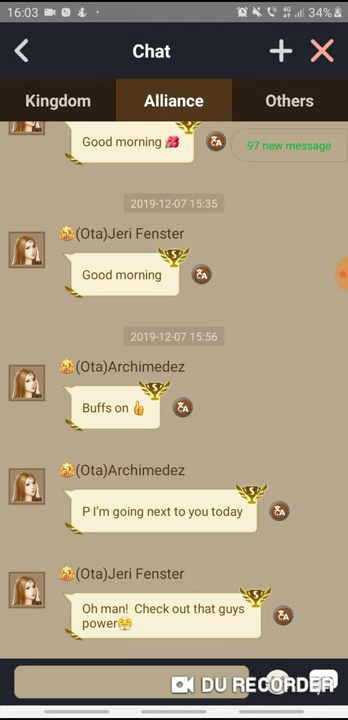 16:03
34%
Chat
Kingdom
Alliance
Others
Good morning 🌺
97 new message
2019-12-07 15:35
(Ota)Jeri Fenster
Good morning
2019-12-07 15:56
(Ota)Archimedez
Buffs on 👍
(Ota)Archimedez
P I'm going next to you today
(Ota)Jeri Fenster
Oh man! Check out that guys
power😤
DU RECORDER